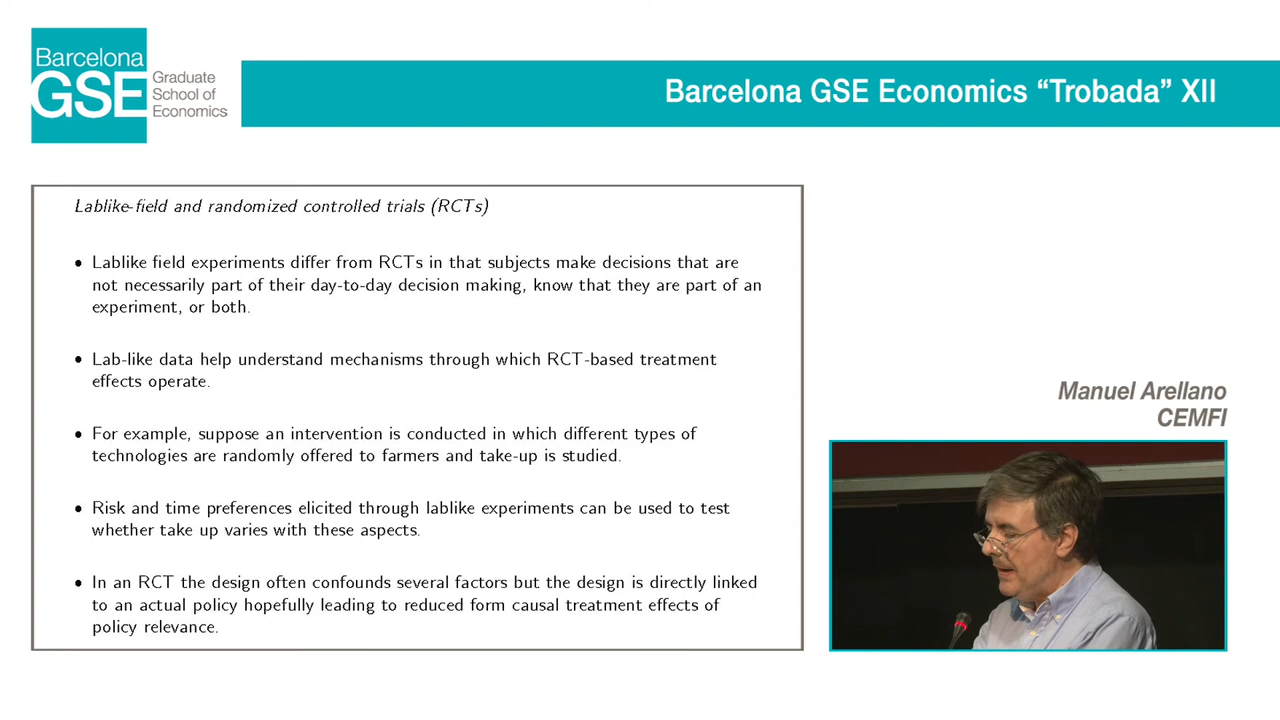 Barcelona
GSE
Graduate
School of
Economics
Barcelona GSE Economics “Trobada” XII
Lablike-field and randomized controlled trials (RCTs)
• Lablike field experiments differ from RCTs in that subjects make decisions that are
not necessarily part of their day-to-day decision making, know that they are part of an
experiment, or both.
• Lab-like data help understand mechanisms through which RCT-based treatment
effects operate.
• For example, suppose an intervention is conducted in which different types of
technologies are randomly offered to farmers and take-up is studied.
• Risk and time preferences elicited through lablike experiments can be used to test
whether take up varies with these aspects.
• In an RCT the design often confounds several factors but the design is directly linked
to an actual policy hopefully leading to reduced form causal treatment effects of
policy relevance.
Manuel Arellano
CEMFI